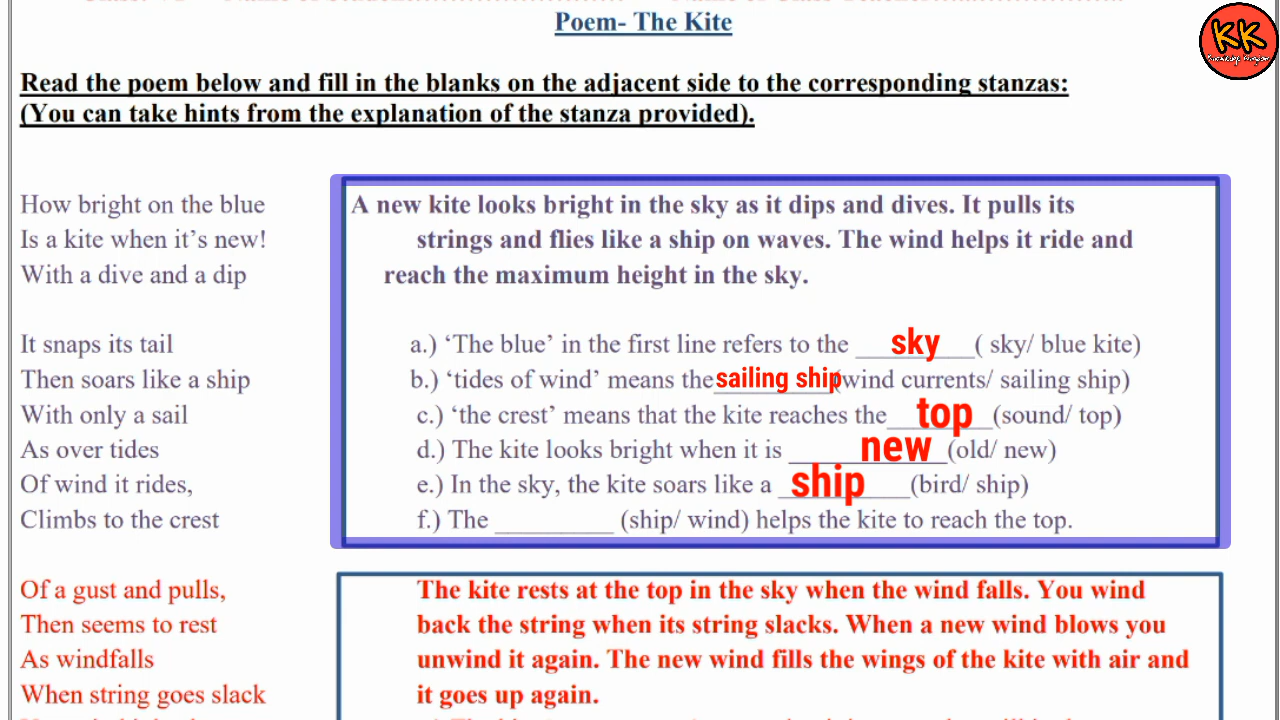 Poem- The Kite
KK
Read the poem below and fill in the blanks on the adjacent side to the corresponding stanzas:
(You can take hints from the explanation of the stanza provided).
How bright on the blue
Is a kite when it's new!
With a dive and a dip
It snaps its tail
Then soars like a ship
With only a sail
As over tides
Of wind it rides,
Climbs to the crest
A new kite looks bright in the sky as it dips and dives. It pulls its
strings and flies like a ship on waves. The wind helps it ride and
reach the maximum height in the sky.
a.) ‘The blue’ in the first line refers to the ___sky___( sky/ blue kite)
b.) ‘tides of wind’ means the sailing ship (wind currents/ sailing ship)
c.) ‘the crest’ means that the kite reaches the __top__(sound/ top)
d.) The kite looks bright when it is _____new_(old/ new)
e.) In the sky, the kite soars like a _ship___(bird/ ship)
f.) The _________ (ship/ wind) helps the kite to reach the top.
Of a gust and pulls,
Then seems to rest
As windfalls
When string goes slack
The kite rests at the top in the sky when the wind falls. You wind
back the string when its string slacks. When a new wind blows you
unwind it again. The new wind fills the wings of the kite with air and
it goes up again.